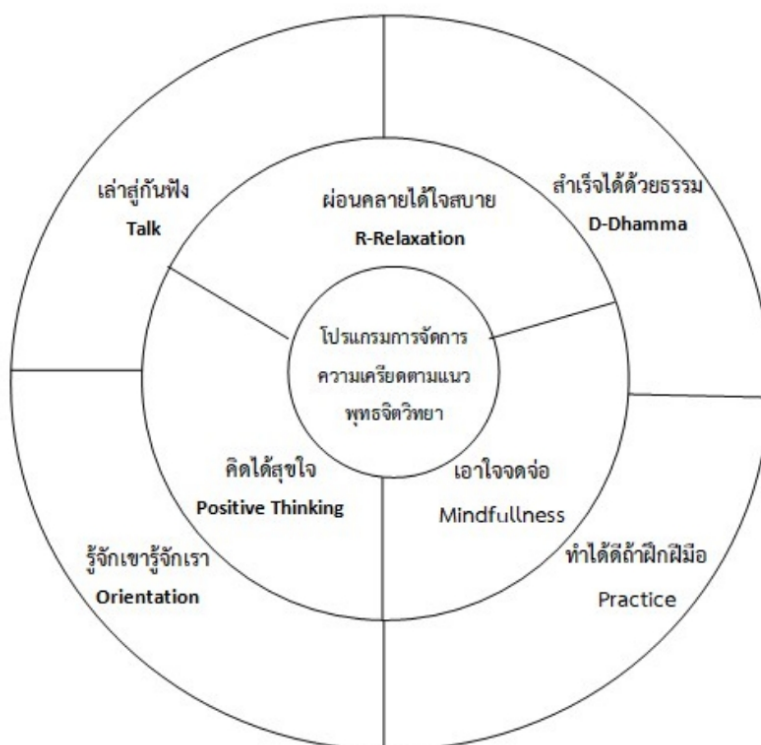 เล่าสู่กันฟัง
Talk
ผ่อนคลายได้ใจสบาย
R-Relaxation
สำเร็จได้ด้วยธรรม
D-Dhamma
โปรแกรมการจัดการ
ความเครียดตามแนว
พุทธจิตวิทยา
คิดได้สุขใจ
Positive Thinking
เอาใจจดจ่อ
Mindfullness
รู้จักเขารู้จักเรา
Orientation
ทำได้ดีถ้าฝึกฝีมือ
Practice